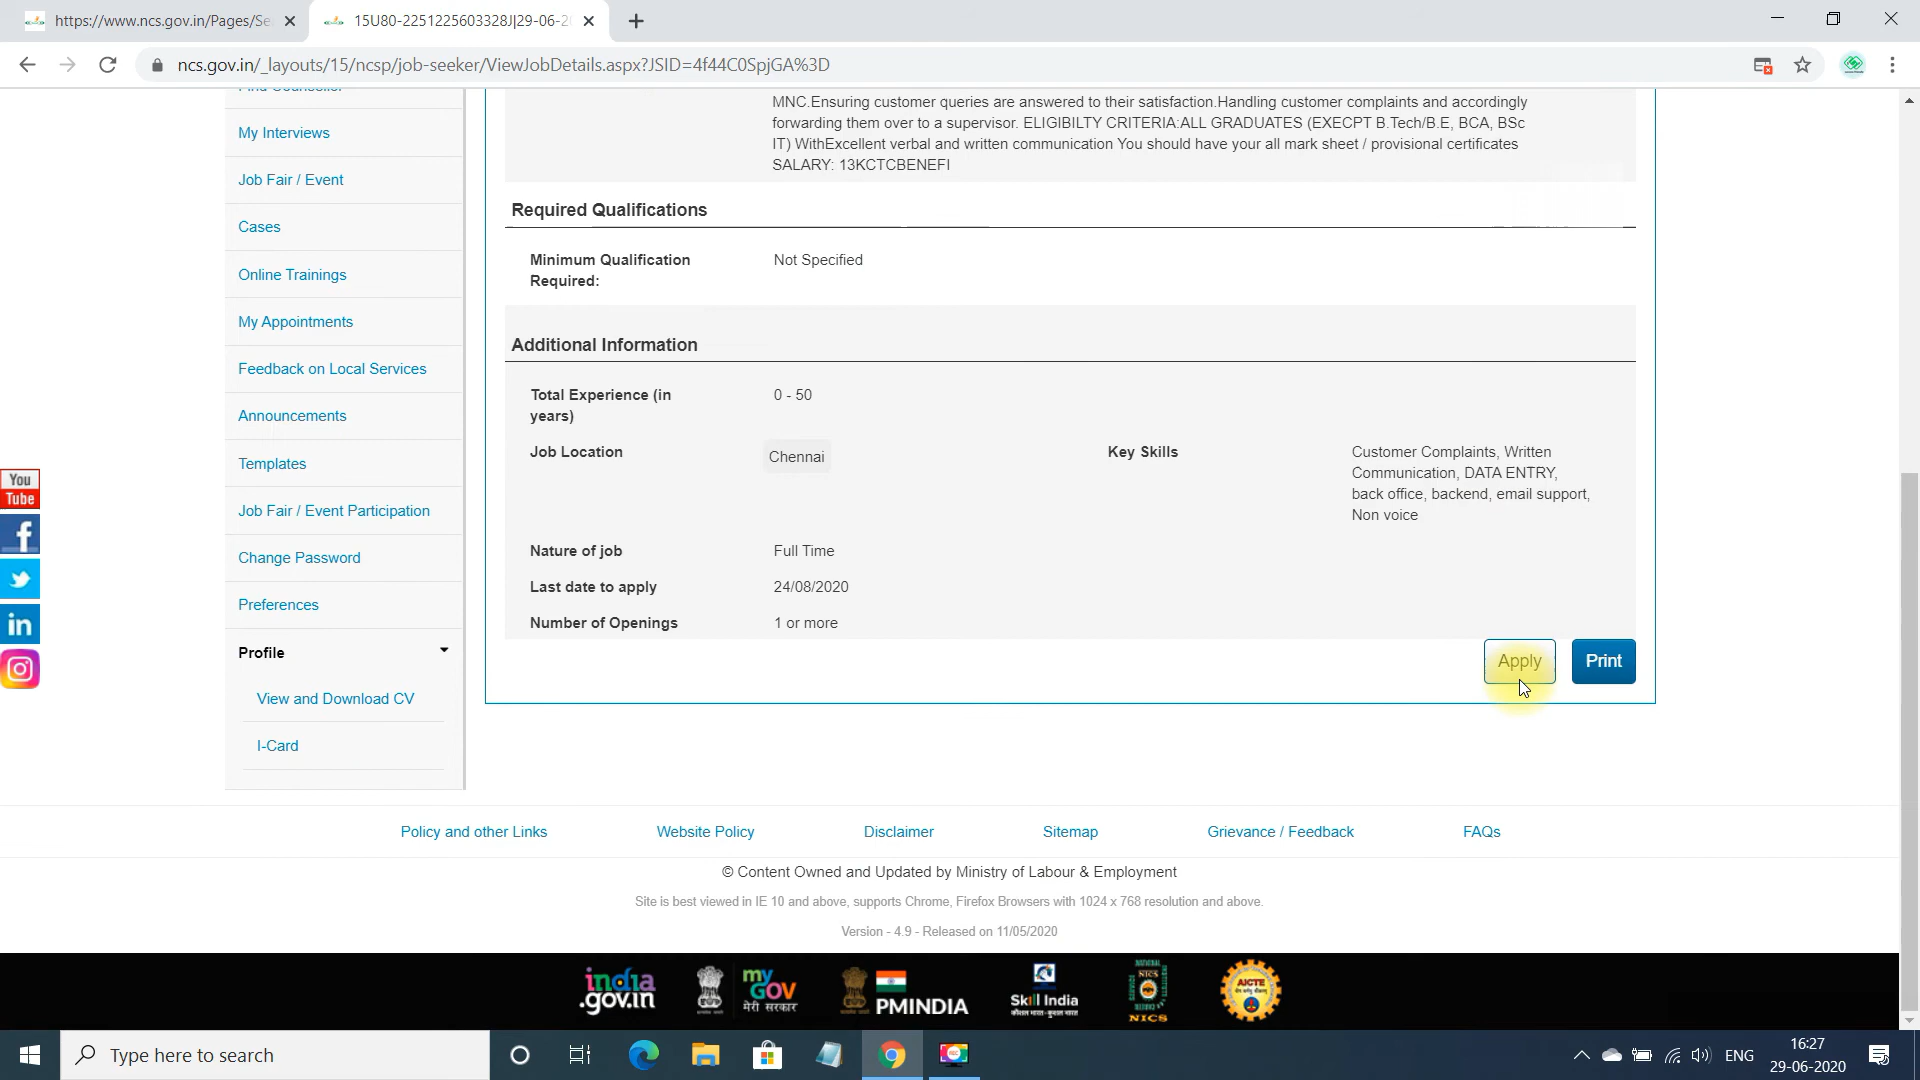 https://www.ncs.gov.in/Pages/Se
15U80-2251225603328J|29-06-2
ncs.gov.in/_layouts/15/ncsp/job-seeker/ViewJobDetails.aspx?JSID=4f44C0SpjGA%3D
Find Counsellor
My Interviews
Job Fair / Event
Cases
Online Trainings
My Appointments
Feedback on Local Services
Announcements
Templates
Job Fair / Event Participation
Change Password
Preferences
Profile
View and Download CV
I-Card
You
Tube
MNC.Ensuring customer queries are answered to their satisfaction.Handling customer complaints and accordingly
forwarding them over to a supervisor. ELIGIBILTY CRITERIA:ALL GRADUATES (EXECPT B.Tech/B.E, BCA, BSc
IT) WithExcellent verbal and written communication You should have your all mark sheet / provisional certificates
SALARY: 13KCTCBENEFI
Required Qualifications
Minimum Qualification
Required:
Not Specified
Additional Information
Total Experience (in
years)
0 - 50
Job Location
Chennai
Key Skills
Customer Complaints, Written
Communication, DATA ENTRY,
back office, backend, email support,
Non voice
Nature of job
Full Time
Last date to apply
24/08/2020
Number of Openings
1 or more
Apply
Print
Policy and other Links
Website Policy
Disclaimer
Sitemap
Grievance / Feedback
FAQs
© Content Owned and Updated by Ministry of Labour & Employment
Site is best viewed in IE 10 and above, supports Chrome, Firefox Browsers with 1024 x 768 resolution and above.
Version - 4.9 - Released on 11/05/2020
india
.gov.in
my
GOV
मेरी सरकार
PMINDIA
Skill India
कौशल भारत - कुशल भारत
NICS
NICS
AICTE
Type here to search
ENG
16:27
29-06-2020